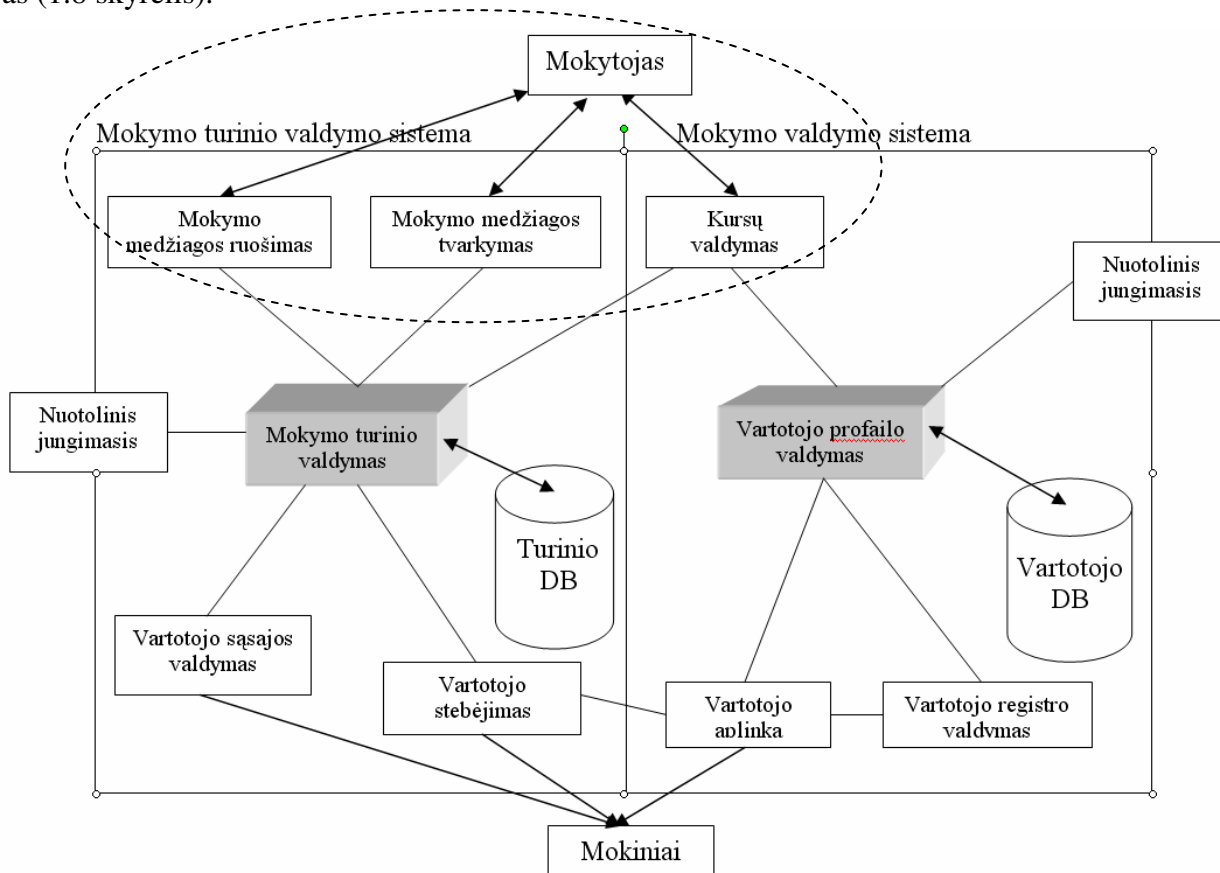 as (1.8 skyrelis).
Mokytojas
Mokymo turinio valdymo sistema
Mokymo valdymo sistema
Mokymo
medžiagos ruošimas
Mokymo medžiagos
tvarkymas
Kursų
valdymas
Nuotolinis
jungimasis
Nuotolinis
jungimasis
Mokymo turinio
valdymas
Vartotojo profailo
valdymas
Turinio
DB
Vartotojo
DB
Vartotojo sąsajos
valdymas
Vartotojo
stebėjimas
Vartotojo
aplinka
Vartotojo registro
valdymas
Mokiniai